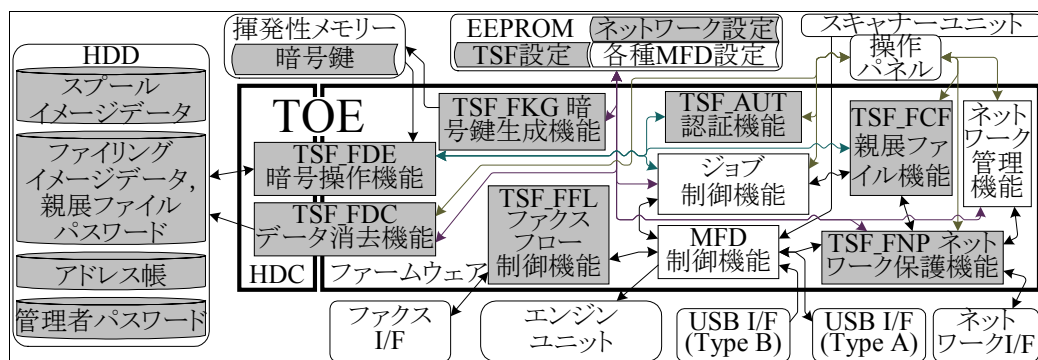 HDD
スプール
イメージデータ
ファイリング
イメージデータ,
親展ファイル
パスワード
アドレス帳
管理者パスワード
揮発性メモリー
暗号鍵
EEPROM
ネットワーク設定
TSF設定
各種MFD設定
スキャナーユニット
操作
パネル
TOE
TSF_FKG 暗
号鍵生成機能
TSF_AUT
認証機能
TSF_FCF
親展ファ
イル機能
ネット
ワーク
管理
機能
TSF_FDE
暗号操作機能
ジョブ
制御機能
TSF_FDC
データ消去機能
TSF_FFL
ファクス
フロー
制御機能
MFD
制御機能
TSF_FNP ネット
ワーク保護機能
HDC
ファームウェア
ファクス
I/F
エンジン
ユニット
USB I/F
(Type B)
USB I/F
(Type A)
ネット
ワークI/F